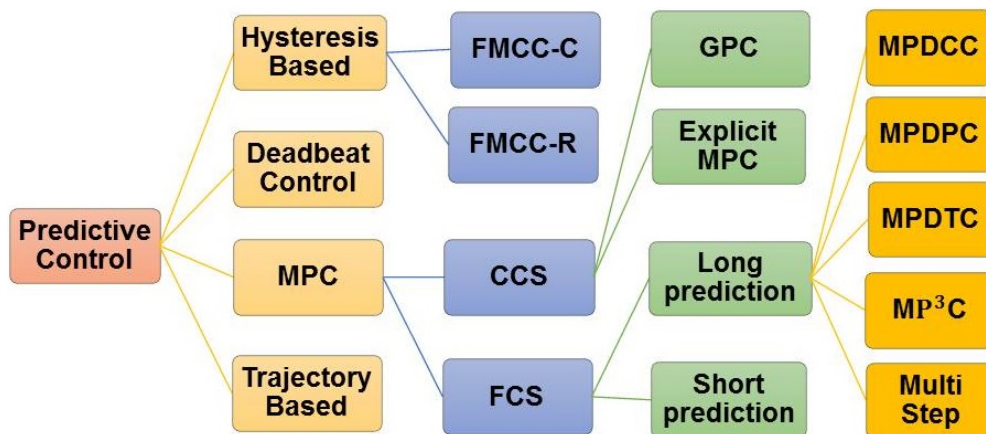 Predictive
Control
Hysteresis
Based
Deadbeat
Control
MPC
Trajectory
Based
FMCC-C
FMCC-R
CCS
FCS
GPC
Explicit
MPC
Long
prediction
Short
prediction
MPDCC
MPDPC
MPDTC
MP³C
Multi
Step